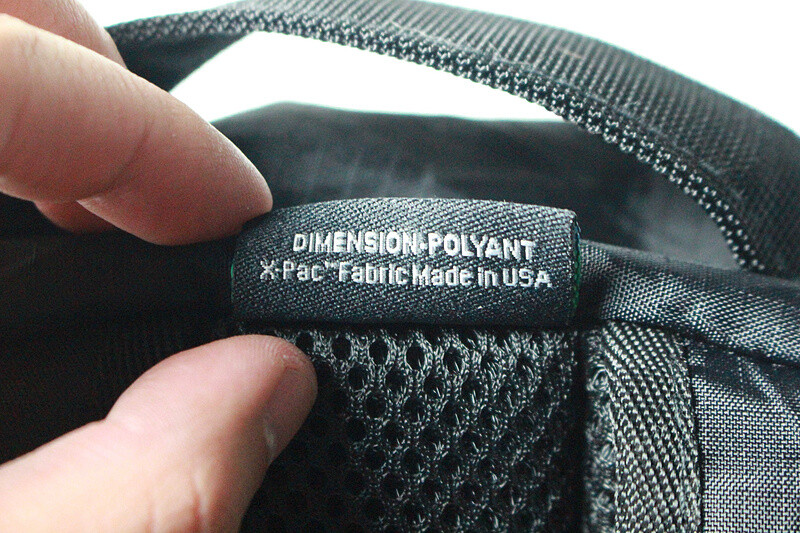 DIMENSION-POLYANT
X-Pac™ Fabric Made in USA